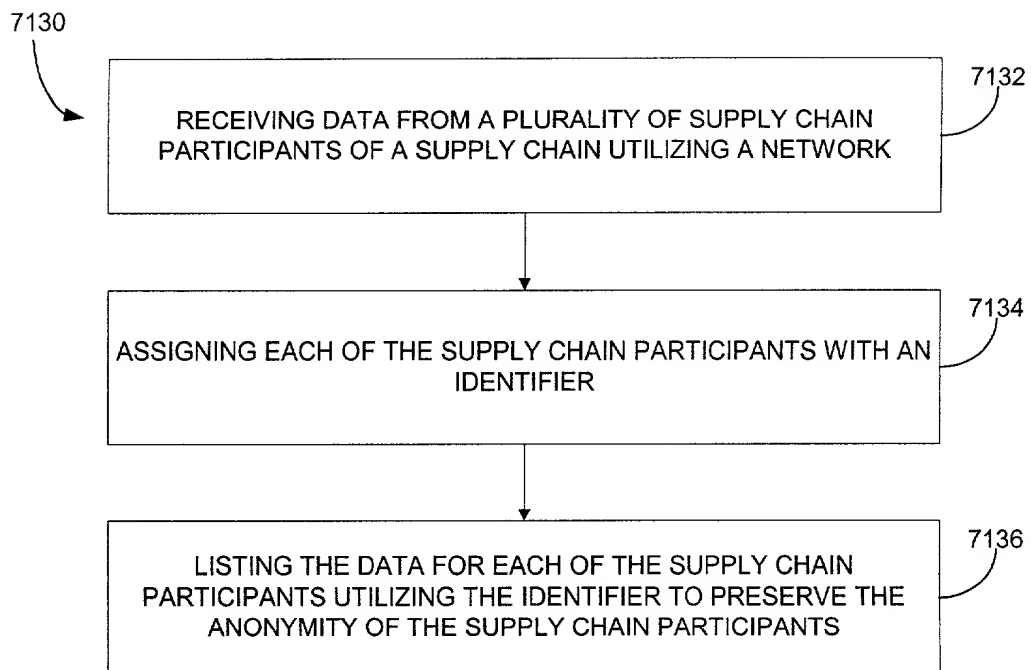 7130
7132
RECEIVING DATA FROM A PLURALITY OF SUPPLY CHAIN
PARTICIPANTS OF A SUPPLY CHAIN UTILIZING A NETWORK
7134
ASSIGNING EACH OF THE SUPPLY CHAIN PARTICIPANTS WITH AN
IDENTIFIER
7136
LISTING THE DATA FOR EACH OF THE SUPPLY CHAIN
PARTICIPANTS UTILIZING THE IDENTIFIER TO PRESERVE THE
ANONYMITY OF THE SUPPLY CHAIN PARTICIPANTS